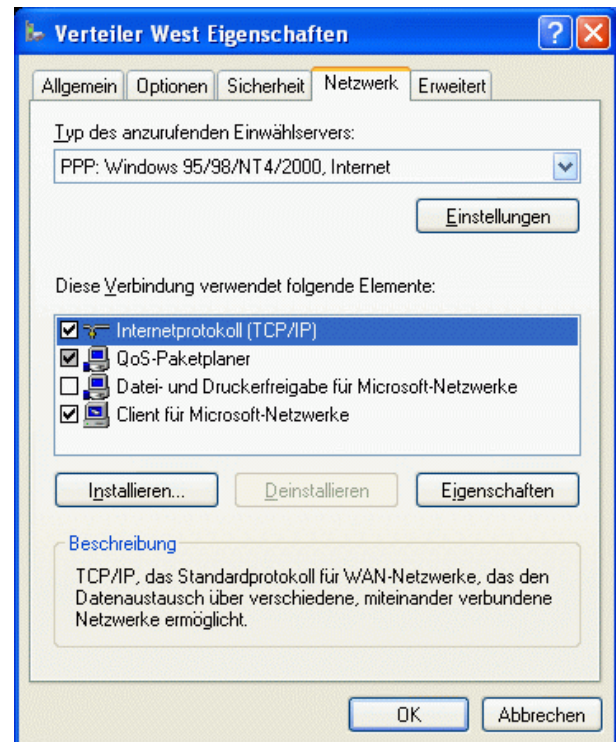 Verteiler West Eigenschaften
Allgemein Optionen Sicherheit Netzwerk Erweitert
Typ des anzurufenden Einwählservers:
PPP: Windows 95/98/NT4/2000, Internet
Einstellungen
Diese Verbindung verwendet folgende Elemente:
Internetprotokoll (TCP/IP)
QoS-Paketplaner
Datei- und Druckerfreigabe für Microsoft-Netzwerke
Client für Microsoft-Netzwerke
Installieren... Deinstallieren Eigenschaften
Beschreibung
TCP/IP, das Standardprotokoll für WAN-Netzwerke, das den
Datenaustausch über verschiedene, miteinander verbundene
Netzwerke ermöglicht.
OK Abbrechen